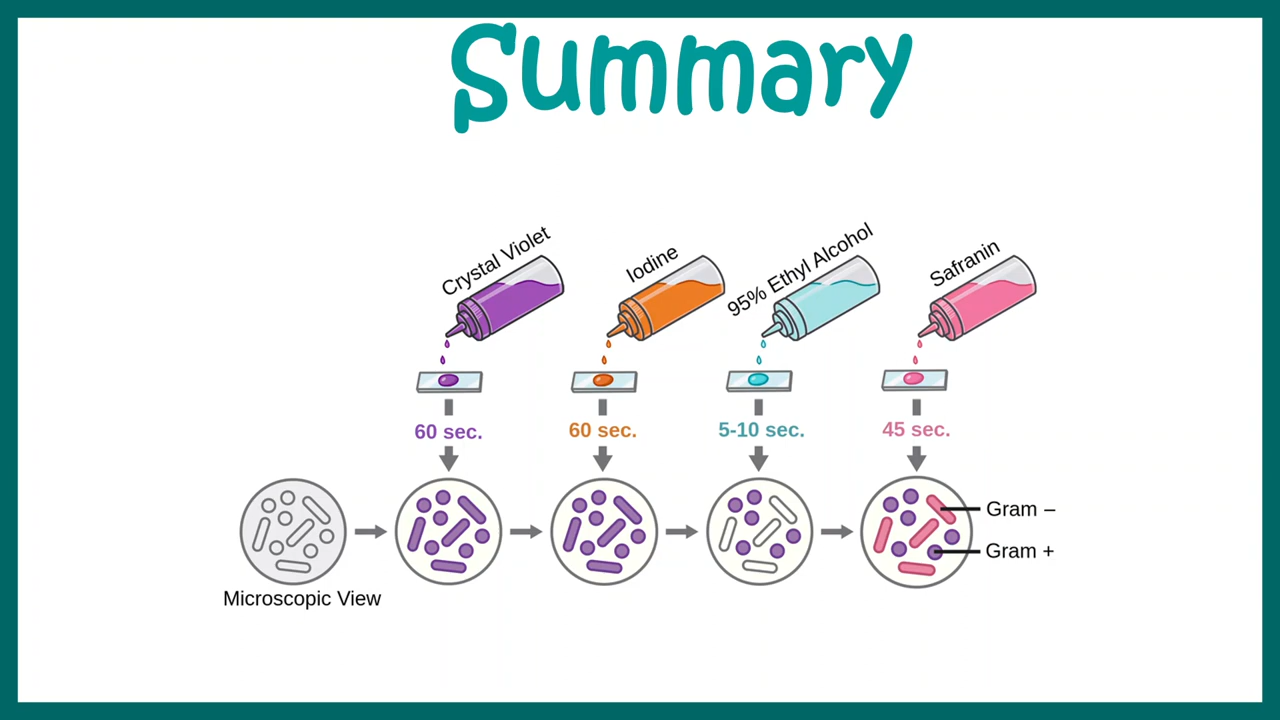 Summary
Crystal Violet
Iodine
95% Ethyl Alcohol
Safranin
60 sec.
60 sec.
5-10 sec.
45 sec.
Gram –
Gram +
Microscopic View